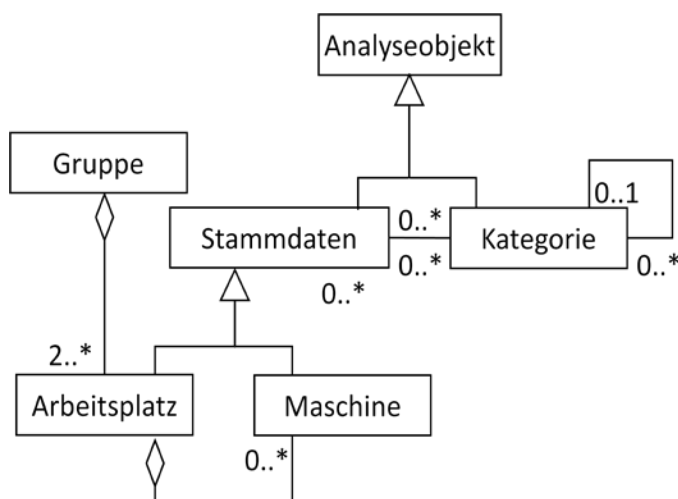 Analyseobjekt
Gruppe
0..1
0..*
Stammdaten
Kategorie
0..*
0..*
0..*
2..*
Arbeitsplatz
Maschine
0..*